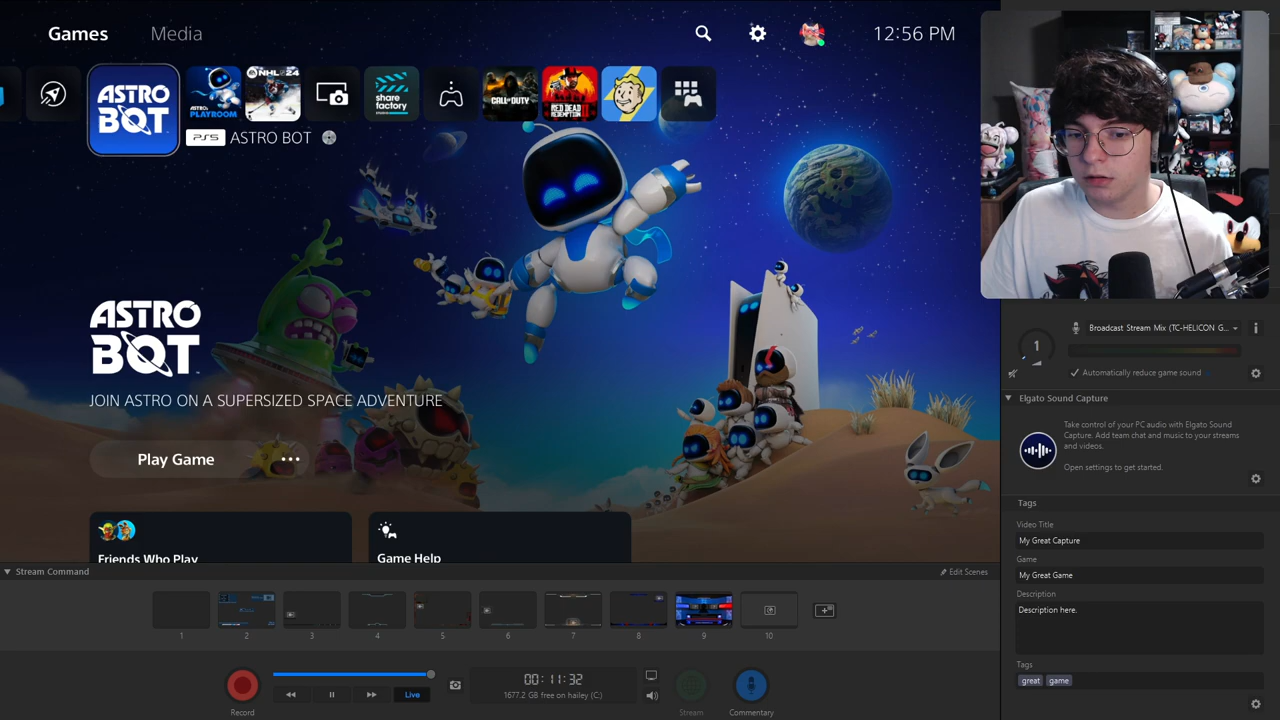 Games
Media
12:56 PM
ASTRO
BOT
ASTRO's
PLAYROOM
NHL 24
share
factory
CALL OF DUTY
RED DEAD
REDEMPTION II
PS5 ASTRO BOT
ASTRO
BOT
JOIN ASTRO ON A SUPERSIZED SPACE ADVENTURE
Play Game
•••
Friends Who Play
Game Help
1
Broadcast Stream Mix (TC-HELICON G...
Automatically reduce game sound
Elgato Sound Capture
Take control of your PC audio with Elgato Sound
Capture. Add team chat and music to your streams
and videos.
Open settings to get started.
Tags
Video Title
My Great Capture
Game
My Great Game
Description
Description here.
Tags
great game
Stream Command
Edit Scenes
1 2 3 4 5 6 7 8 9 10
Live
00:11:32
1677.2 GB free on hailey (C:)
Record
Stream
Commentary